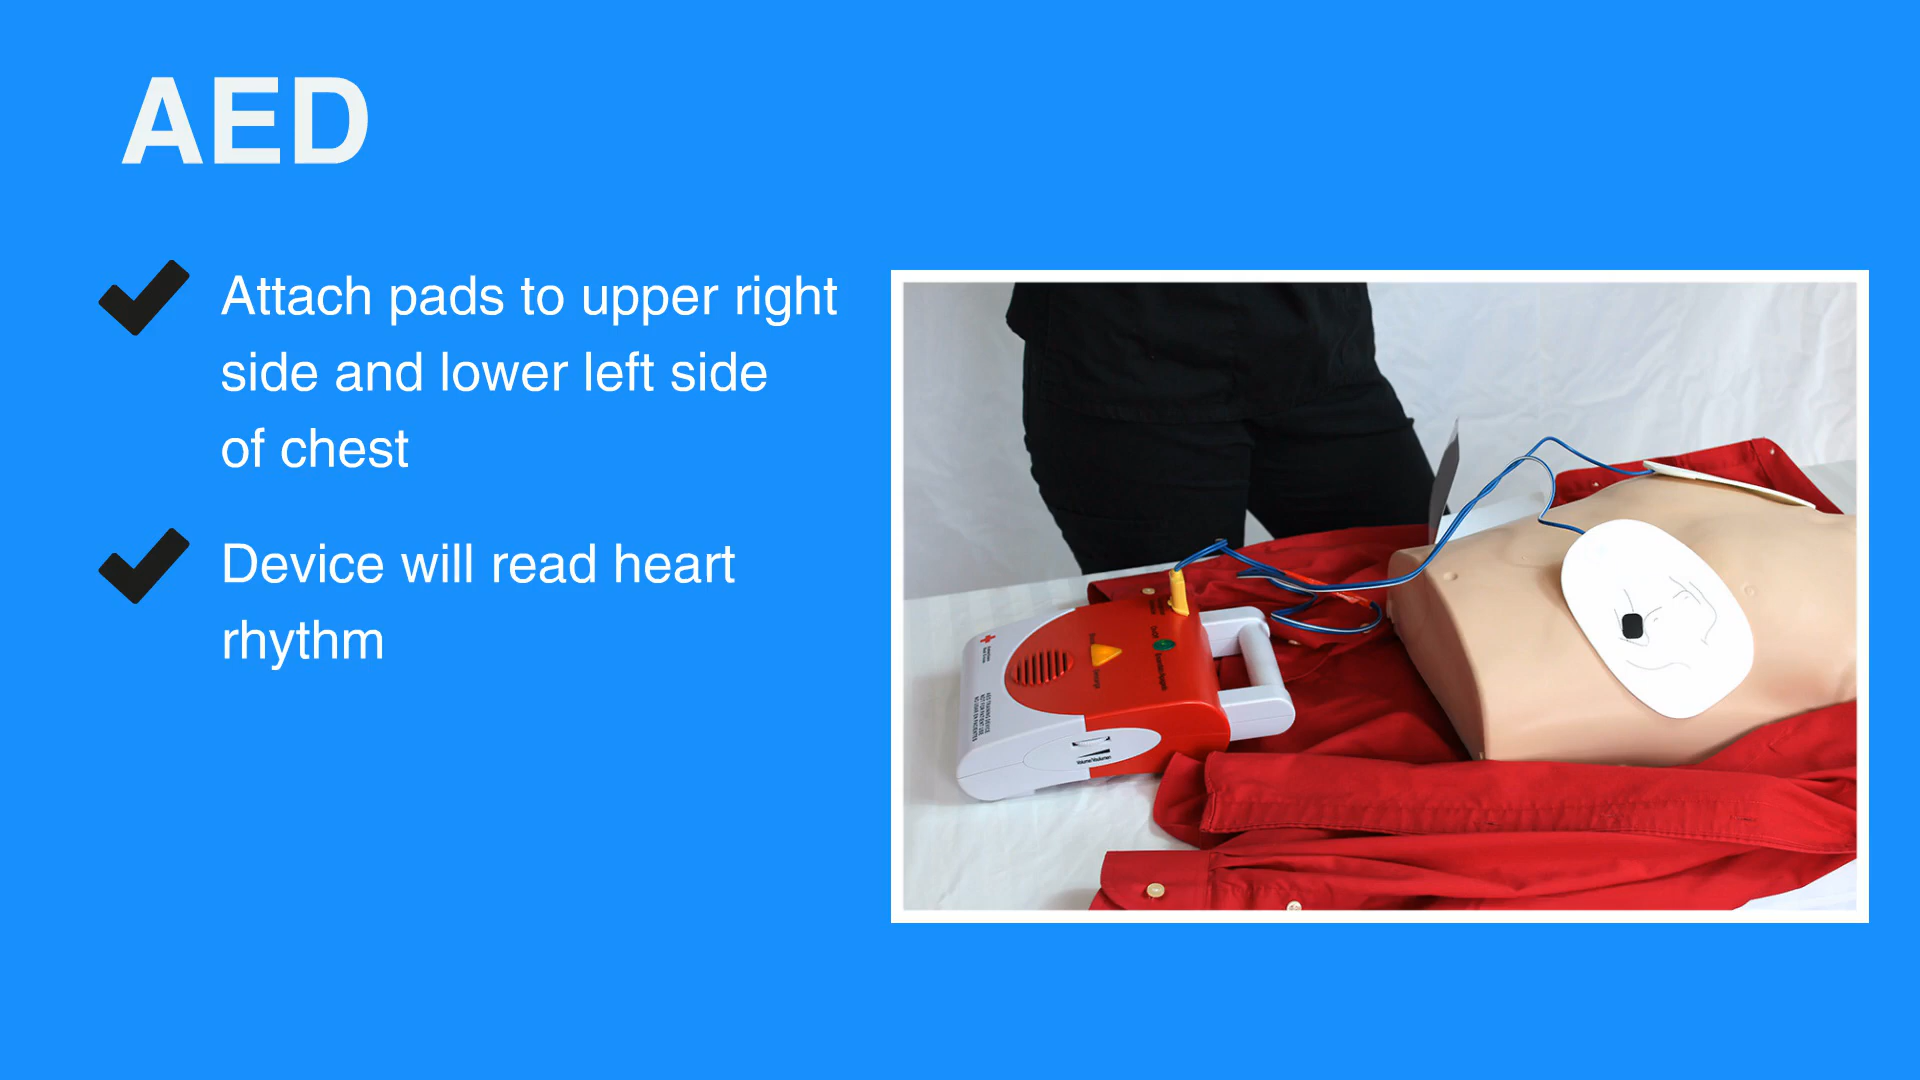 AED
Attach pads to upper right
side and lower left side
of chest
Device will read heart
rhythm